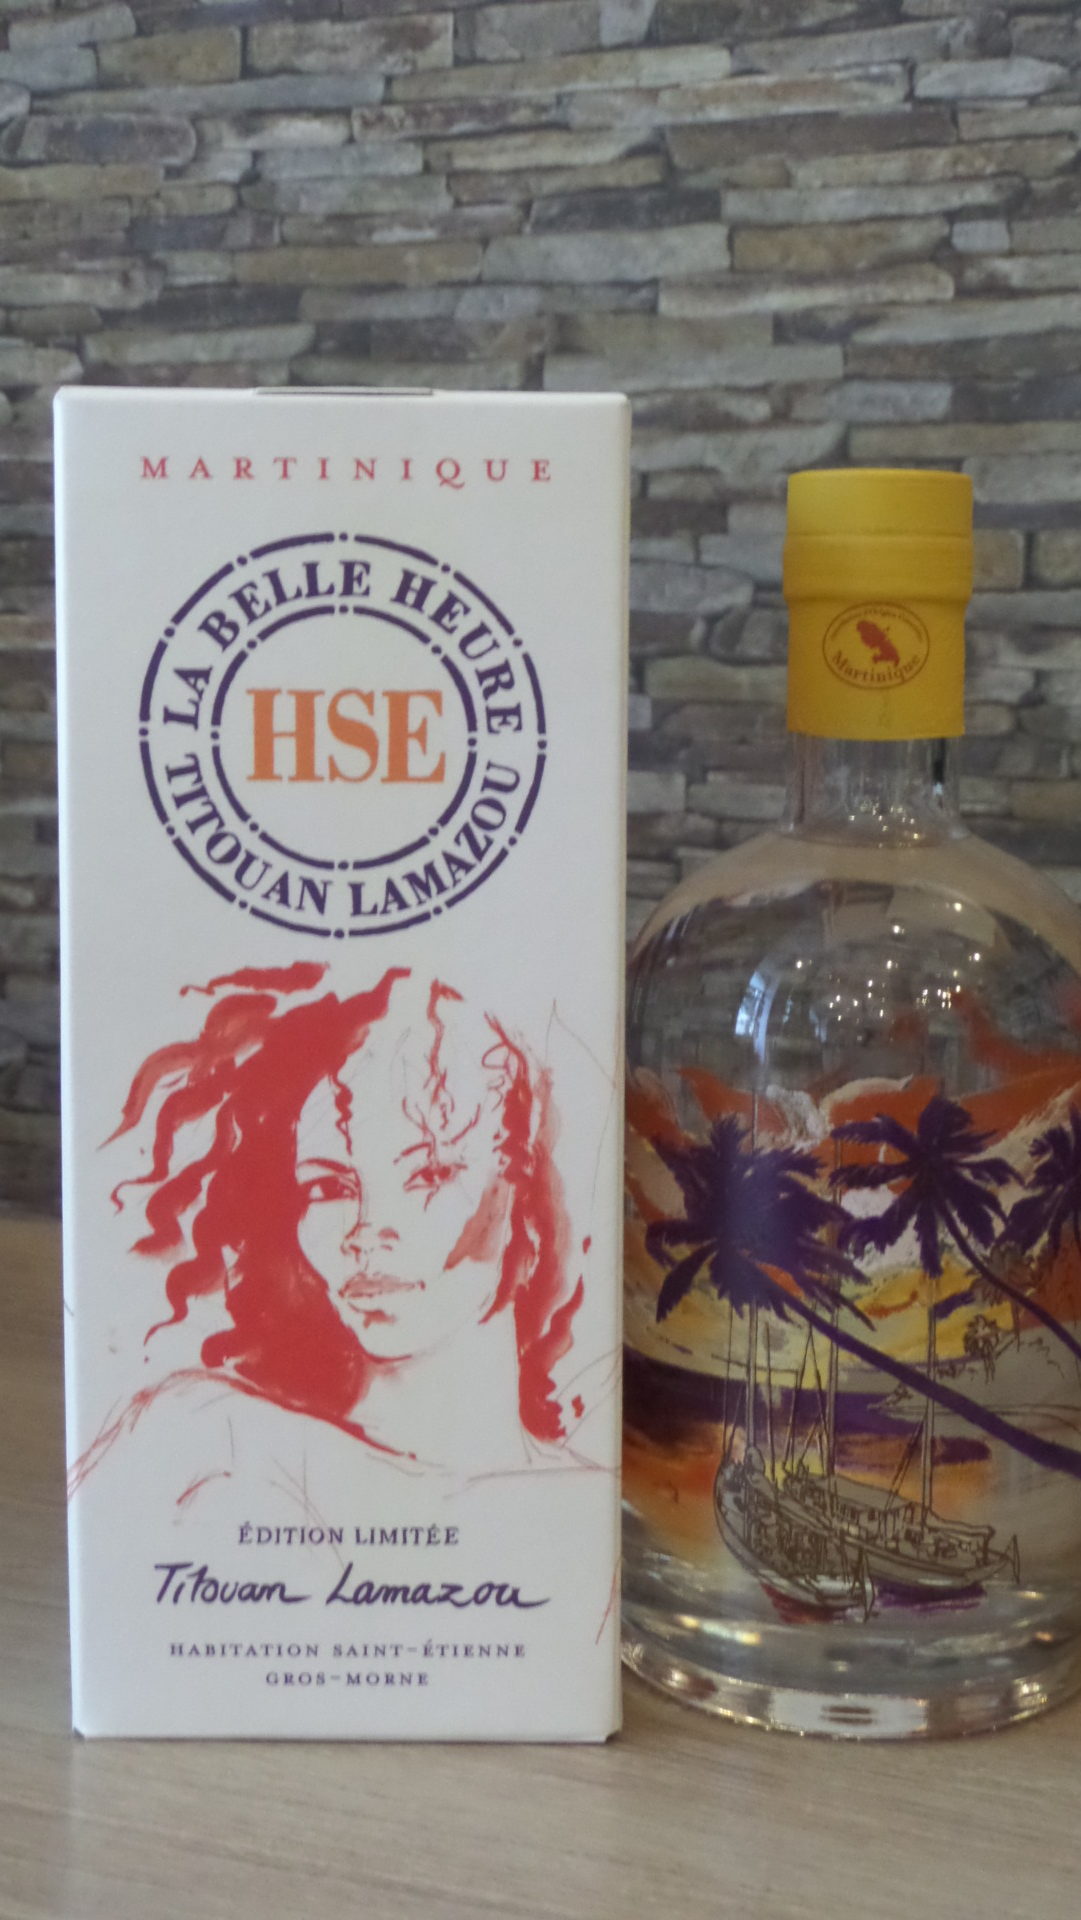 MARTINIQUE
LA BELLE HEURE
HSE
TITOUAN LAMAZOU
ÉDITION LIMITÉE
Titouan Lamazou
HABITATION SAINT-ÉTIENNE
GROS-MORNE
Martinique